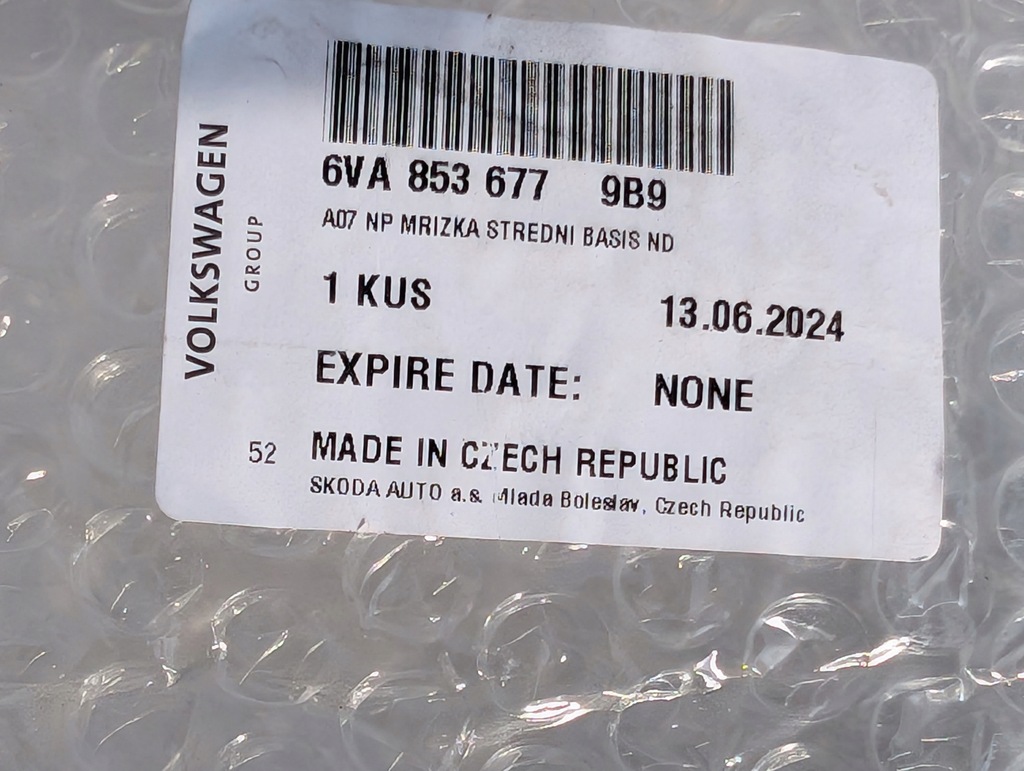 VOLKSWAGEN
GROUP
6VA 853 677 9B9
A07 NP MRIZKA STREDNI BASIS ND
1 KUS 13.06.2024
EXPIRE DATE: NONE
52 MADE IN CZECH REPUBLIC
SKODA AUTO a.s. Mlada Boleslav, Czech Republic